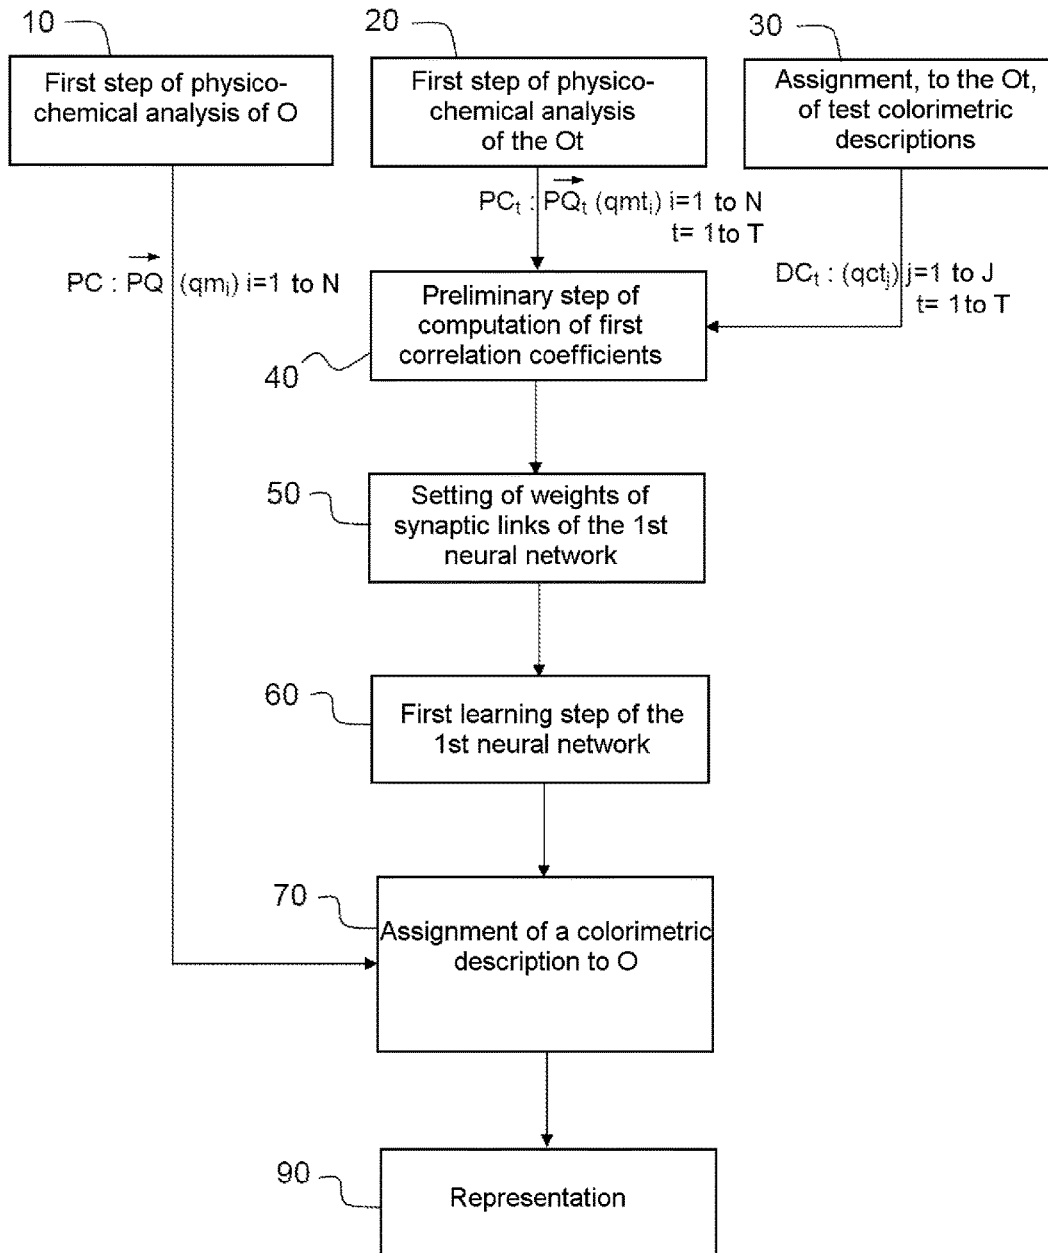 10
First step of physico-
chemical analysis of O
20
First step of physico-
chemical analysis
of the Ot
30
Assignment, to the Ot,
of test colorimetric
descriptions
PCt : PQt (qmti) i=1 to N
t= 1 to T
PC : PQ (qmi) i=1 to N
DCt : (qctj) j=1 to J
t= 1 to T
Preliminary step of
computation of first
correlation coefficients
40
50
Setting of weights of
synaptic links of the 1st
neural network
60
First learning step of the
1st neural network
70
Assignment of a colorimetric
description to O
90
Representation